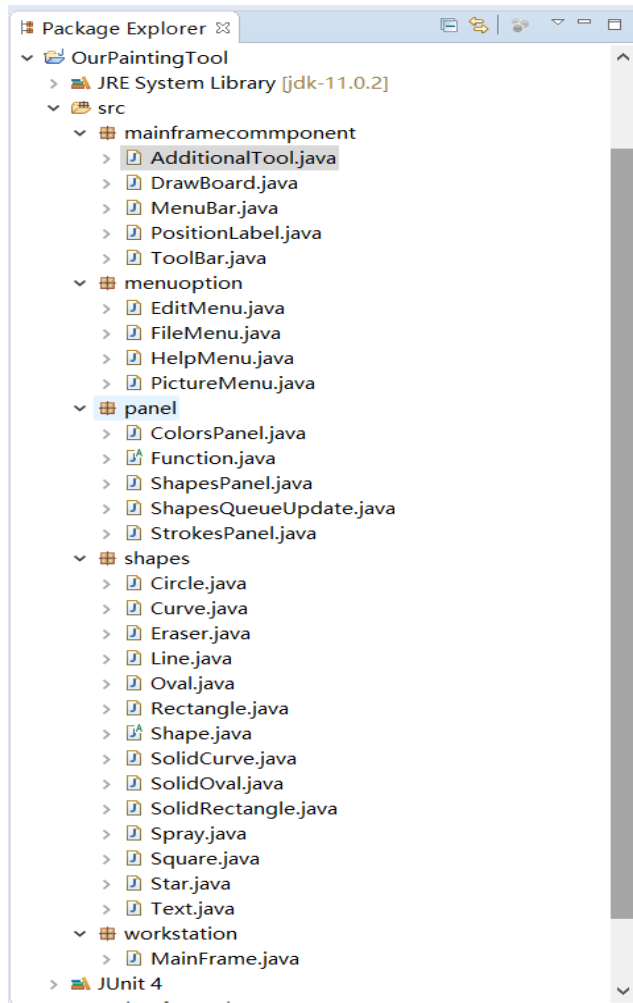 Package Explorer
OurPaintingTool
JRE System Library [jdk-11.0.2]
src
mainframecommponent
AdditionalTool.java
DrawBoard.java
MenuBar.java
PositionLabel.java
ToolBar.java
menuoption
EditMenu.java
FileMenu.java
HelpMenu.java
PictureMenu.java
panel
ColorsPanel.java
Function.java
ShapesPanel.java
ShapesQueueUpdate.java
StrokesPanel.java
shapes
Circle.java
Curve.java
Eraser.java
Line.java
Oval.java
Rectangle.java
Shape.java
SolidCurve.java
SolidOval.java
SolidRectangle.java
Spray.java
Square.java
Star.java
Text.java
workstation
MainFrame.java
JUnit 4